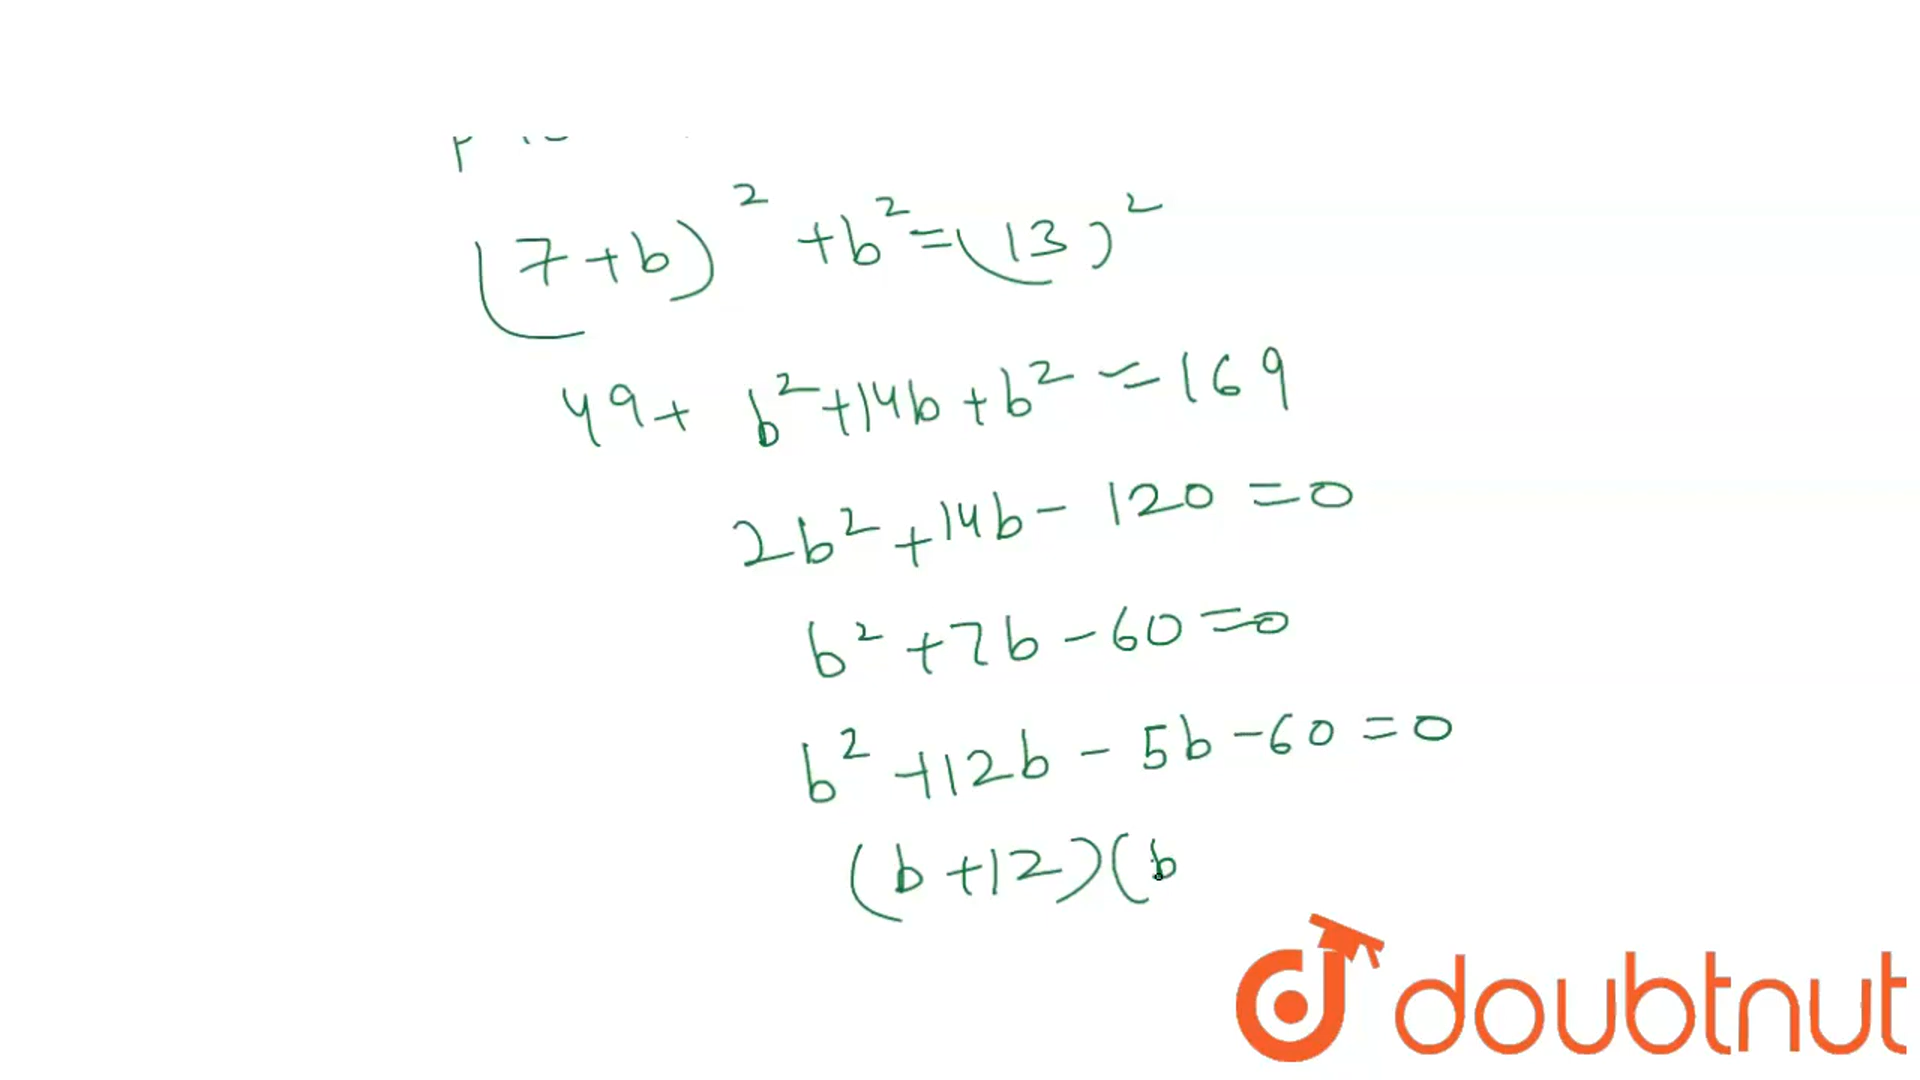 (7+b)² +b²=(13)²
49+ b²+14b+b² = 169
2b² +14b- 120 =0
b² +7b-60=0
b² +12b - 5b-60=0
(b+12)(b
doubtnut